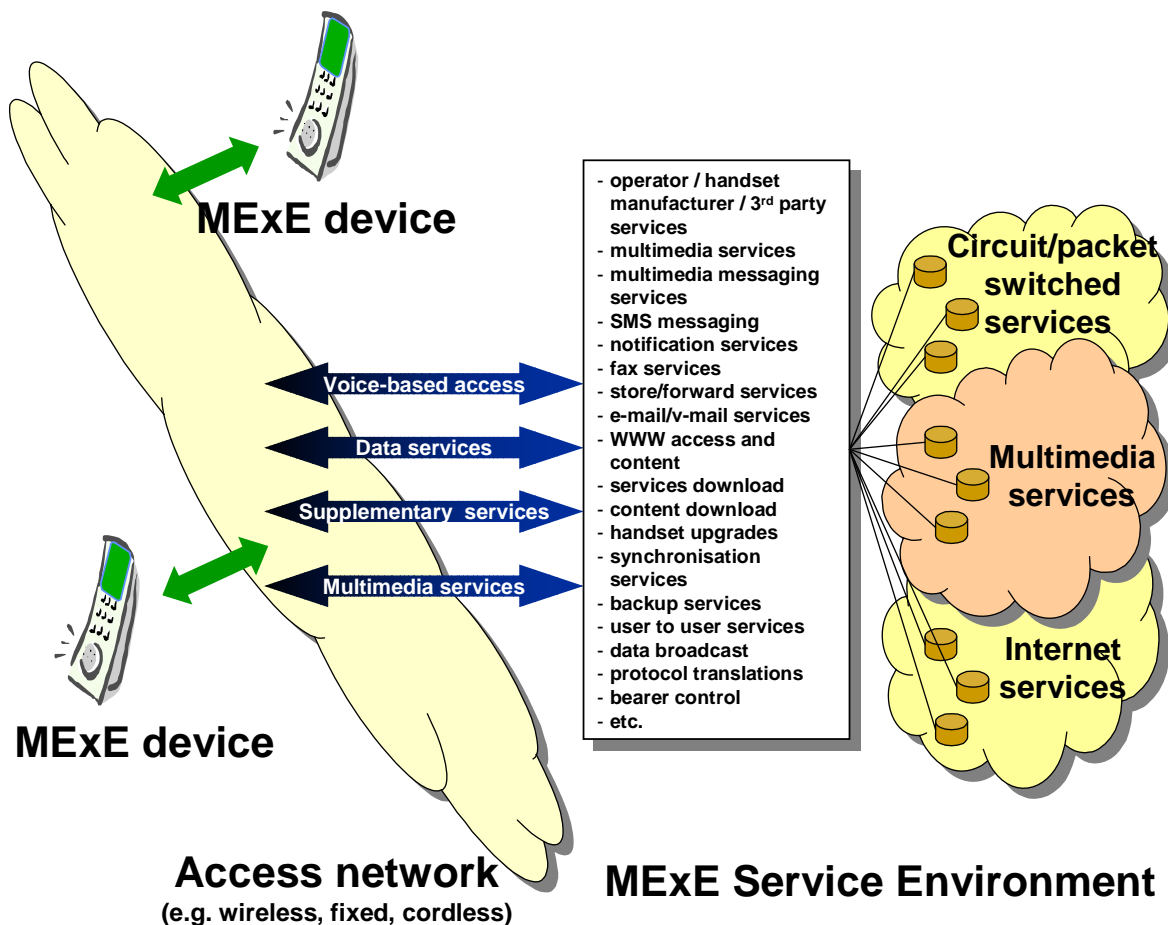 MExE device
- operator / handset
manufacturer / 3rd party
services
- multimedia services
- multimedia messaging
services
- SMS messaging
- notification services
- fax services
- store/forward services
- e-mail/v-mail services
- WWW access and
content
- services download
- content download
- handset upgrades
- synchronisation
services
- backup services
- user to user services
- data broadcast
- protocol translations
- bearer control
- etc.
Circuit/packet
switched
services
Voice-based access
Data services
Supplementary services
Multimedia services
Multimedia
services
Internet
services
MExE device
Access network
(e.g. wireless, fixed, cordless)
MExE Service Environment